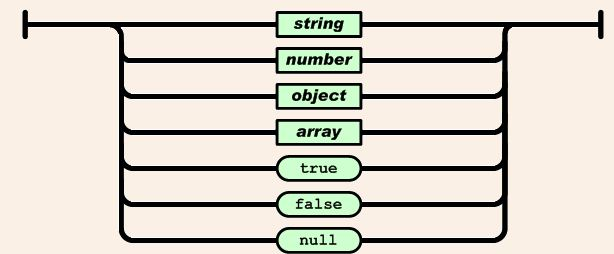 string
number
object
array
true
false
null